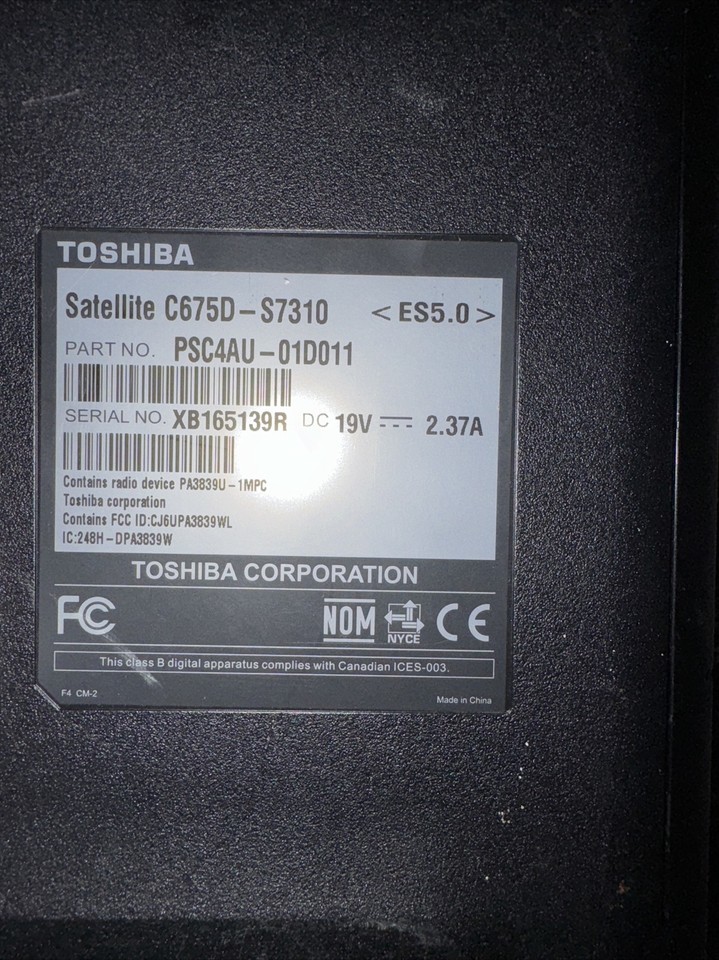 TOSHIBA
Satellite C675D-S7310 <ES5.0>
PART NO. PSC4AU-01D011
SERIAL NO. XB165139R DC 19V 2.37A
Contains radio device PA3839U-1MPC
Toshiba corporation
Contains FCC ID:CJ6UPA3839WL
IC:248H-DPA3839W
TOSHIBA CORPORATION
FC NOM NYCE CE
This class B digital apparatus complies with Canadian ICES-003.
F4 CM-2 Made in China